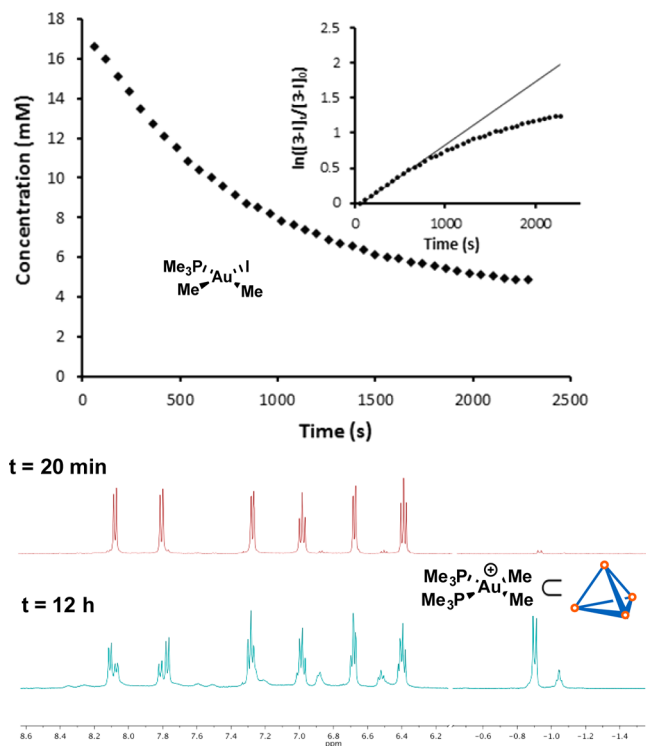 Concentration (mM)
18
16
14
12
10
8
6
4
2
0
0 500 1000 1500 2000 2500
Time (s)
ln([3-I]ₜ/[3-I]₀)
2.5
2
1.5
1
0.5
0
0 1000 2000
Time (s)
Me₃P Au I
Me Me
t = 20 min
Me₃P Au ⊕ Me ⊂
Me₃P Me
t = 12 h
8.6 8.4 8.2 8.0 7.8 7.6 7.4 7.2 7.0 6.8 6.6 6.4 6.2 -0.6 -0.8 -1.0 -1.2 -1.4
ppm